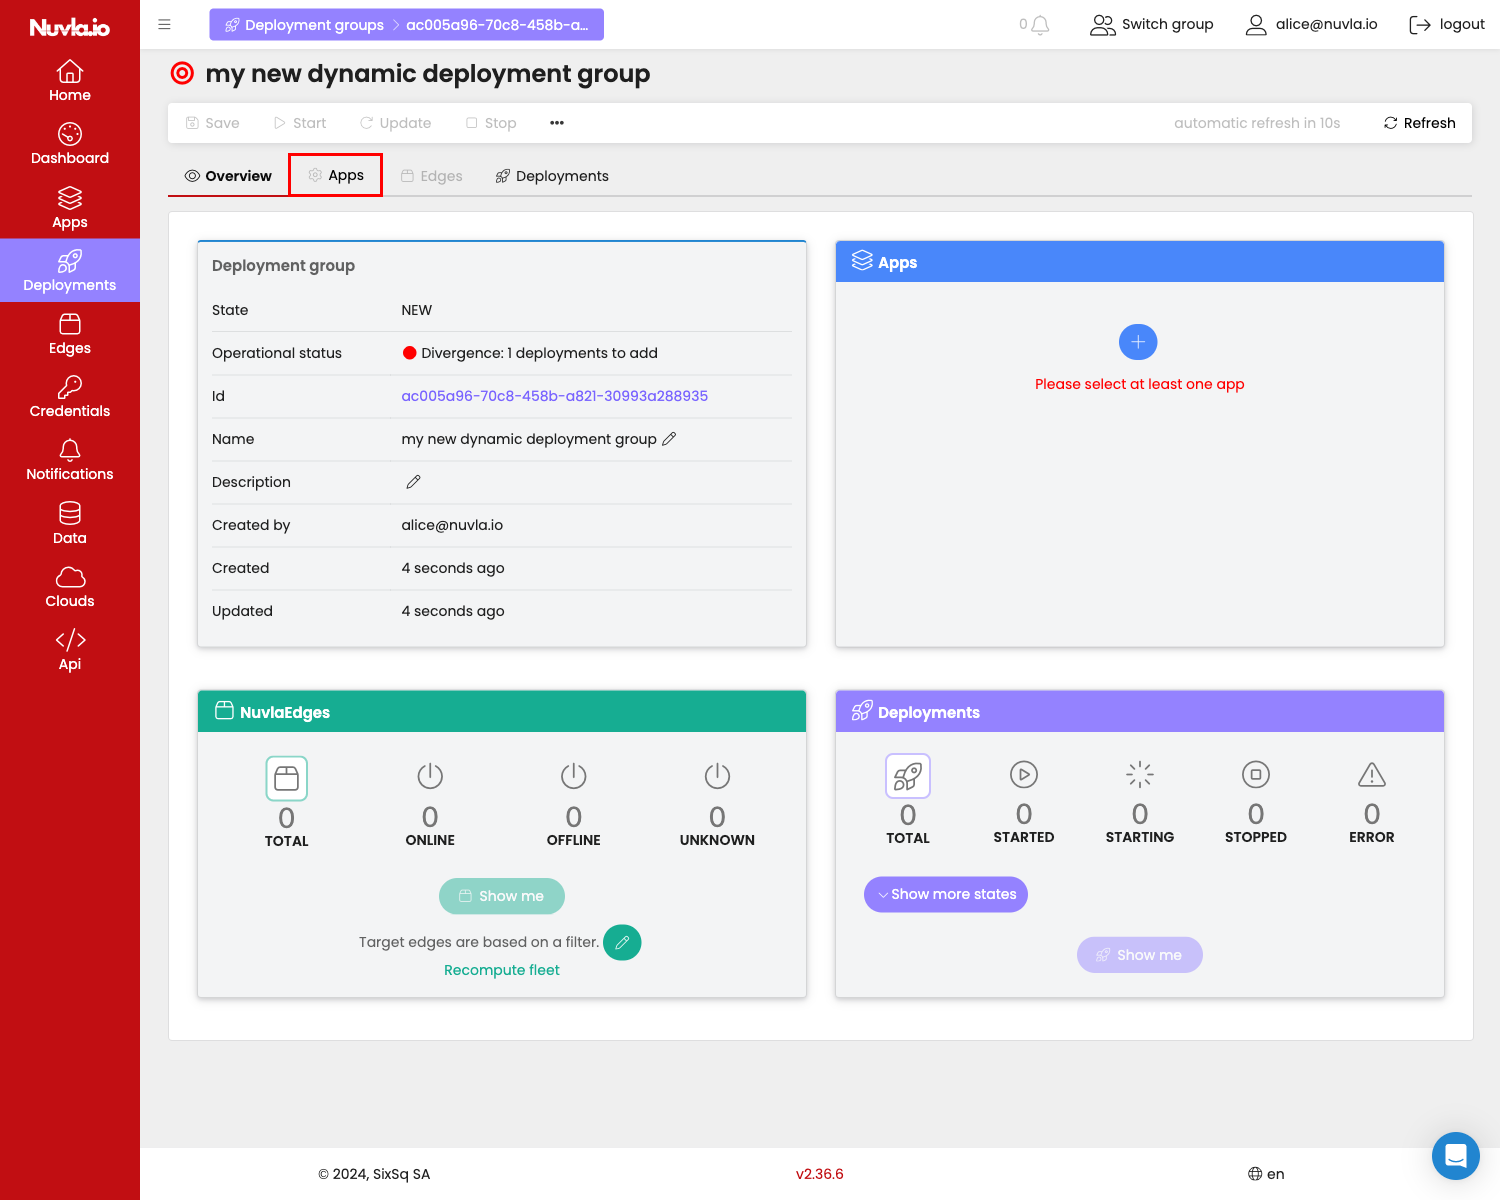 Nuvla.io
Home
Dashboard
Apps
Deployments
Edges
Credentials
Notifications
Data
Clouds
Api
Deployment groups
ac005a96-70c8-458b-a...
0
Switch group
alice@nuvla.io
logout
my new dynamic deployment group
Save
Start
Update
Stop
automatic refresh in 10s
Refresh
Overview
Apps
Edges
Deployments
Deployment group
State NEW
Operational status Divergence: 1 deployments to add
Id ac005a96-70c8-458b-a821-30993a288935
Name my new dynamic deployment group
Description
Created by alice@nuvla.io
Created 4 seconds ago
Updated 4 seconds ago
Apps
Please select at least one app
NuvlaEdges
0 0 0 0
TOTAL ONLINE OFFLINE UNKNOWN
Show me
Target edges are based on a filter.
Recompute fleet
Deployments
0 0 0 0 0
TOTAL STARTED STARTING STOPPED ERROR
Show more states
Show me
© 2024, SixSq SA
v2.36.6
en